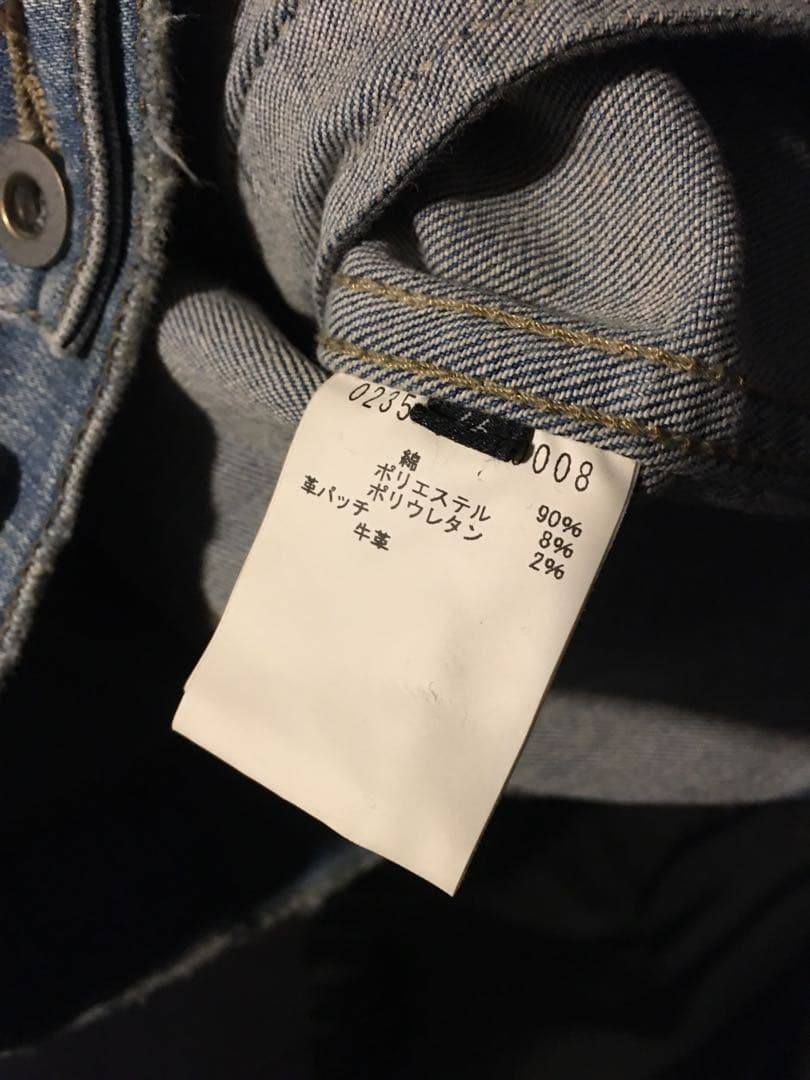 0235 008
綿 90%
ポリエステル 8%
ポリウレタン 2%
革パッチ
牛革